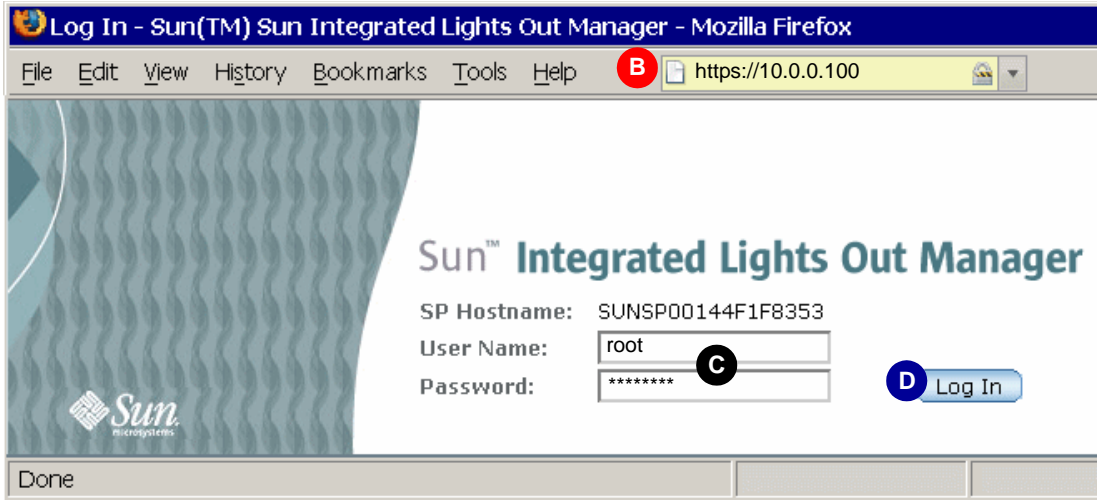 Log In - Sun(TM) Sun Integrated Lights Out Manager - Mozilla Firefox
File Edit View History Bookmarks Tools Help B https://10.0.0.100
Sun™ Integrated Lights Out Manager
SP Hostname: SUNSP00144F1F8353
User Name: root
Password: ********
C
D Log In
Sun
microsystems
Done